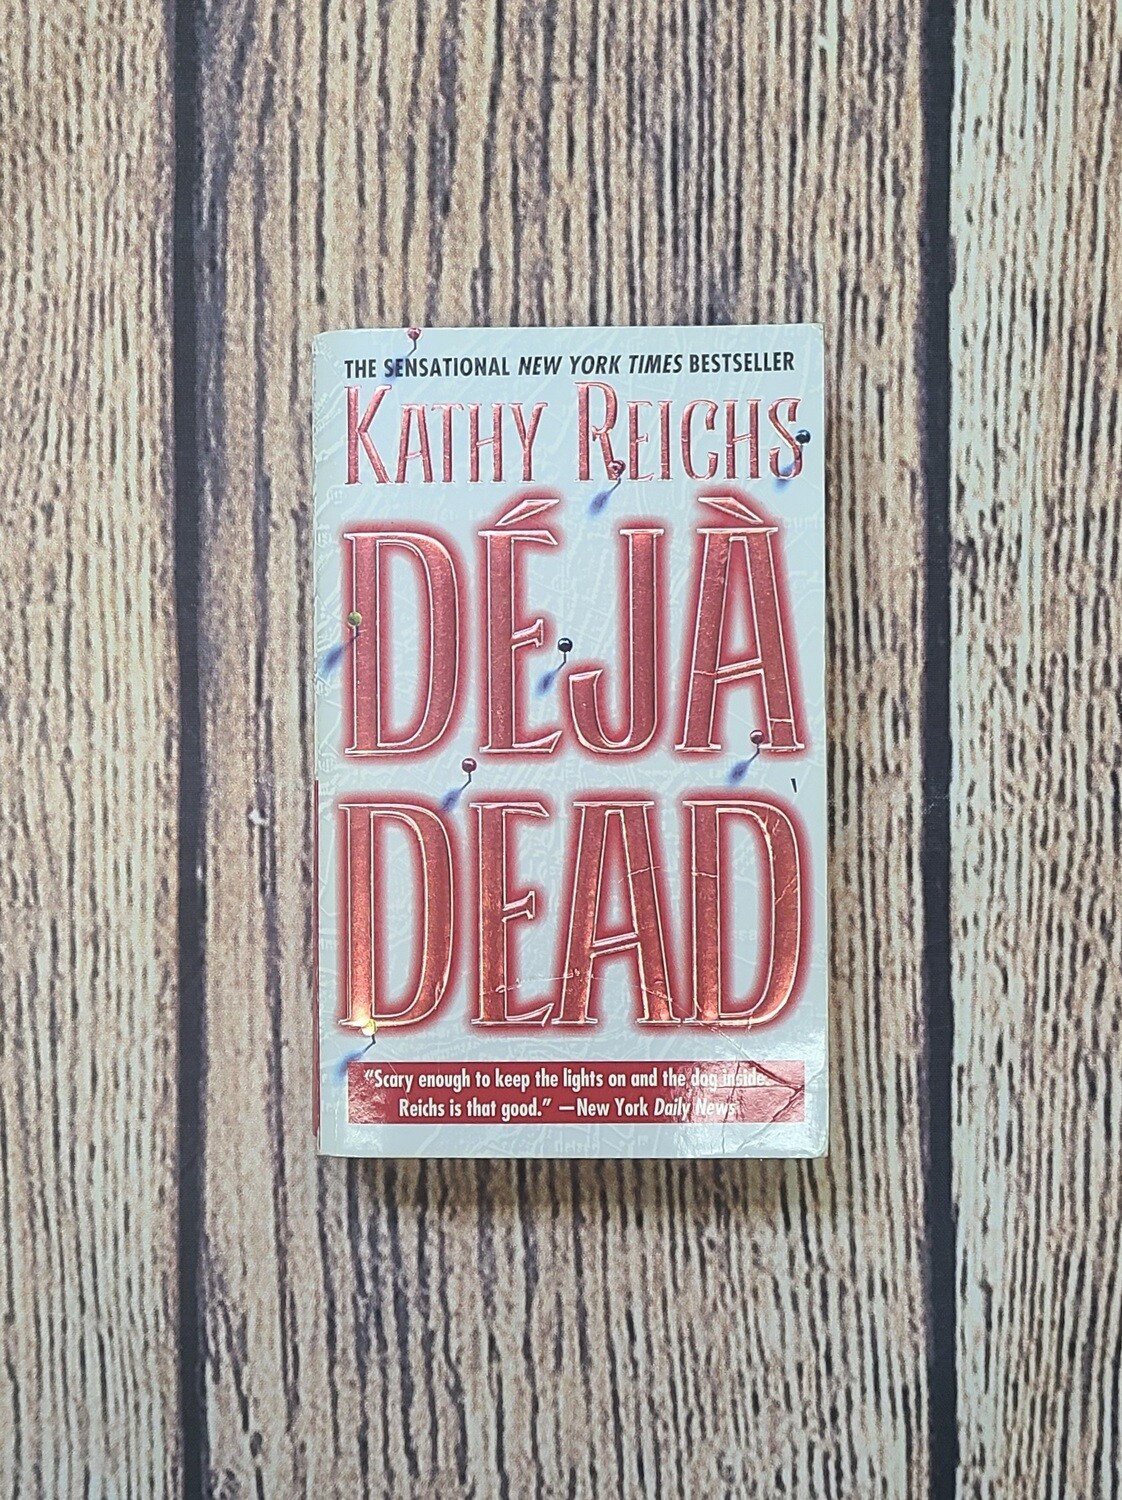 THE SENSATIONAL NEW YORK TIMES BESTSELLER
KATHY REICHS
DÉJÀ
DEAD
"Scary enough to keep the lights on and the dog inside.
Reichs is that good." —New York Daily News